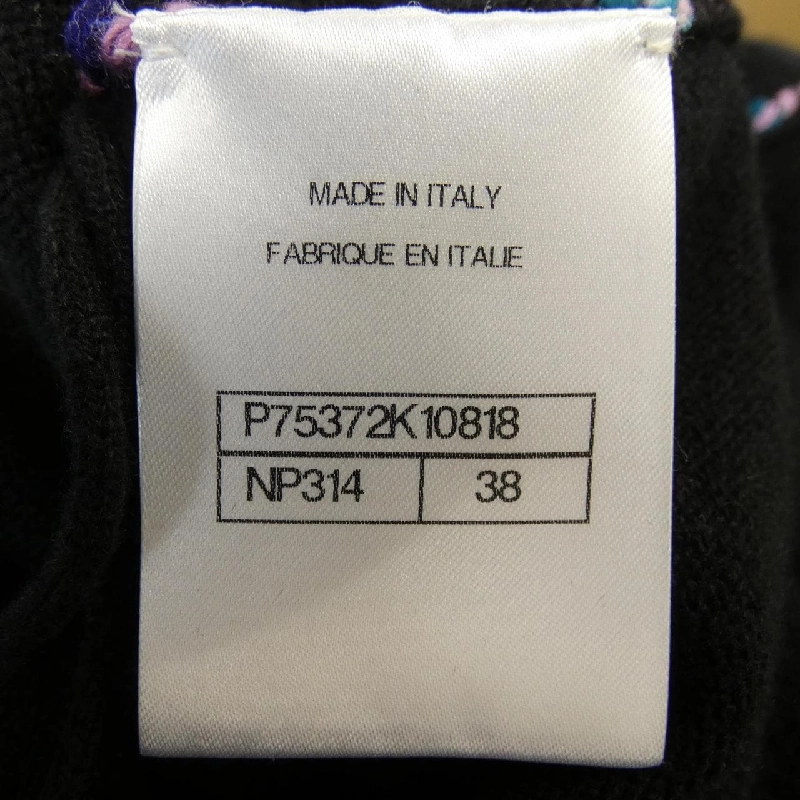 MADE IN ITALY
FABRIQUE EN ITALIE
P75372K10818
NP314 38